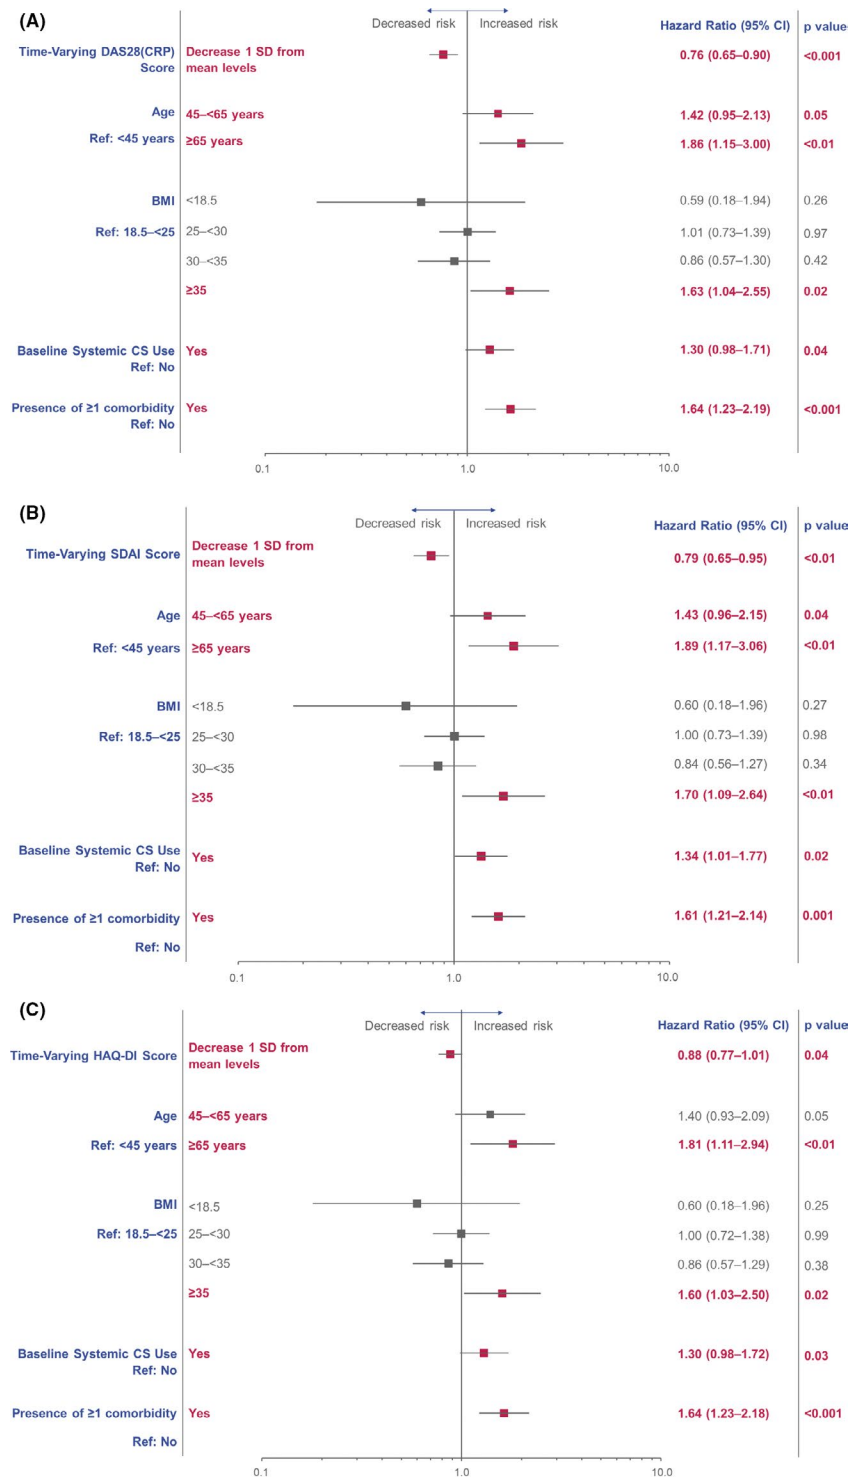 (A)
Decreased risk Increased risk Hazard Ratio (95% CI) p value
Time-Varying DAS28(CRP) Decrease 1 SD from 0.76 (0.65–0.90) <0.001
Score mean levels
Age 45–<65 years 1.42 (0.95–2.13) 0.05
Ref: <45 years ≥65 years 1.86 (1.15–3.00) <0.01
BMI <18.5 0.59 (0.18–1.94) 0.26
Ref: 18.5–<25 25–<30 1.01 (0.73–1.39) 0.97
30–<35 0.86 (0.57–1.30) 0.42
≥35 1.63 (1.04–2.55) 0.02
Baseline Systemic CS Use Yes 1.30 (0.98–1.71) 0.04
Ref: No
Presence of ≥1 comorbidity Yes 1.64 (1.23–2.19) <0.001
Ref: No
0.1 1.0 10.0
(B)
Decreased risk Increased risk Hazard Ratio (95% CI) p value
Time-Varying SDAI Score Decrease 1 SD from 0.79 (0.65–0.95) <0.01
mean levels
Age 45–<65 years 1.43 (0.96–2.15) 0.04
Ref: <45 years ≥65 years 1.89 (1.17–3.06) <0.01
BMI <18.5 0.60 (0.18–1.96) 0.27
Ref: 18.5–<25 25–<30 1.00 (0.73–1.39) 0.98
30–<35 0.84 (0.56–1.27) 0.34
≥35 1.70 (1.09–2.64) <0.01
Baseline Systemic CS Use Yes 1.34 (1.01–1.77) 0.02
Ref: No
Presence of ≥1 comorbidity Yes 1.61 (1.21–2.14) 0.001
Ref: No
0.1 1.0 10.0
(C)
Decreased risk Increased risk Hazard Ratio (95% CI) p value
Time-Varying HAQ-DI Score Decrease 1 SD from 0.88 (0.77–1.01) 0.04
mean levels
Age 45–<65 years 1.40 (0.93–2.09) 0.05
Ref: <45 years ≥65 years 1.81 (1.11–2.94) <0.01
BMI <18.5 0.60 (0.18–1.96) 0.25
Ref: 18.5–<25 25–<30 1.00 (0.72–1.38) 0.99
30–<35 0.86 (0.57–1.29) 0.38
≥35 1.60 (1.03–2.50) 0.02
Baseline Systemic CS Use Yes 1.30 (0.98–1.72) 0.03
Ref: No
Presence of ≥1 comorbidity Yes 1.64 (1.23–2.18) <0.001
Ref: No
0.1 1.0 10.0